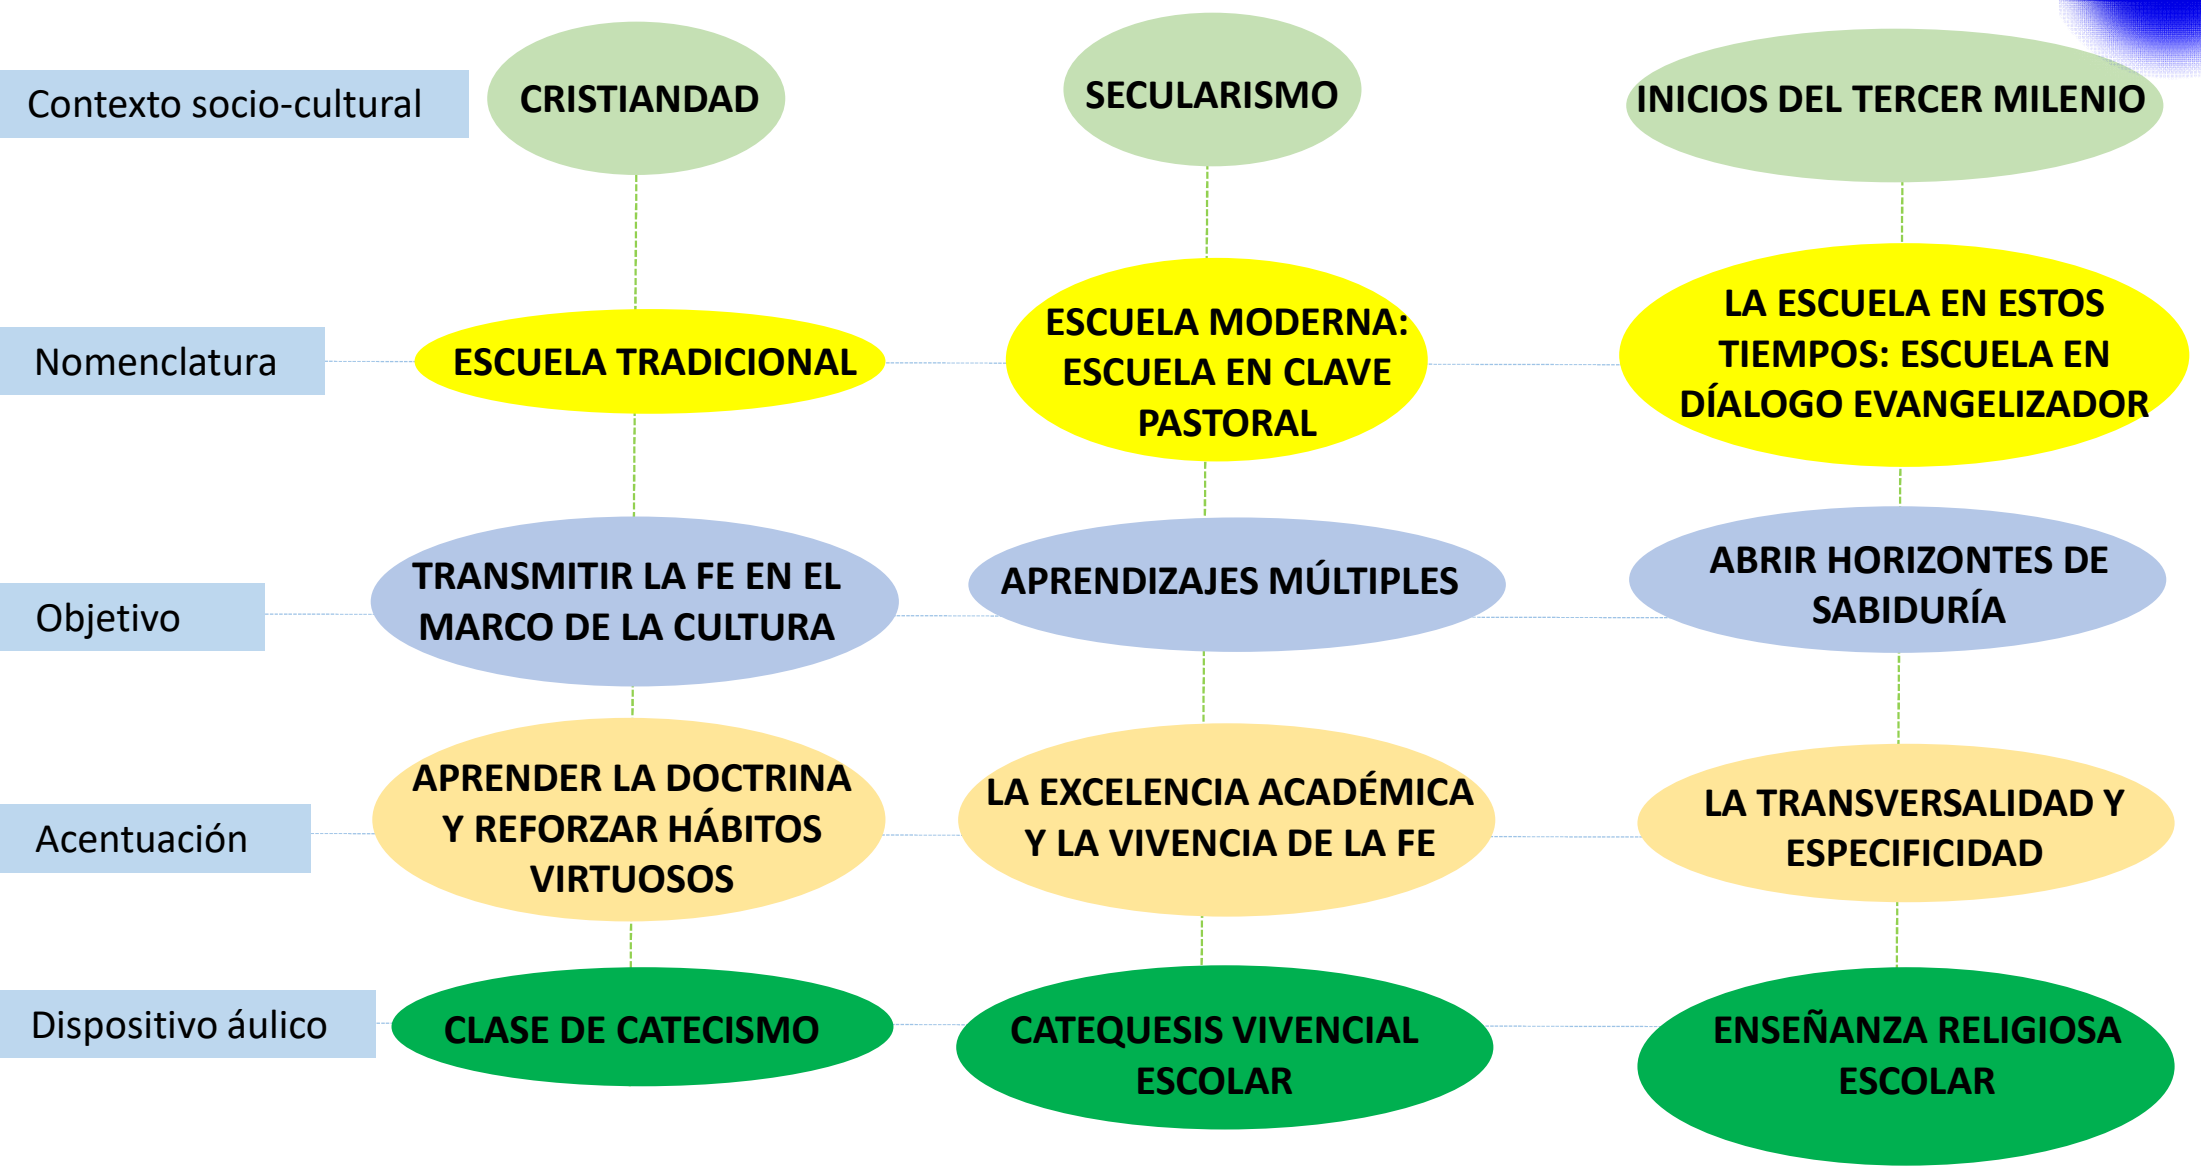 Contexto socio-cultural
CRISTIANDAD
SECULARISMO
INICIOS DEL TERCER MILENIO
Nomenclatura
ESCUELA TRADICIONAL
ESCUELA MODERNA:
ESCUELA EN CLAVE
PASTORAL
LA ESCUELA EN ESTOS
TIEMPOS: ESCUELA EN
DÍALOGO EVANGELIZADOR
Objetivo
TRANSMITIR LA FE EN EL
MARCO DE LA CULTURA
APRENDIZAJES MÚLTIPLES
ABRIR HORIZONTES DE
SABIDURÍA
Acentuación
APRENDER LA DOCTRINA
Y REFORZAR HÁBITOS
VIRTUOSOS
LA EXCELENCIA ACADÉMICA
Y LA VIVENCIA DE LA FE
LA TRANSVERSALIDAD Y
ESPECIFICIDAD
Dispositivo áulico
CLASE DE CATECISMO
CATEQUESIS VIVENCIAL
ESCOLAR
ENSEÑANZA RELIGIOSA
ESCOLAR